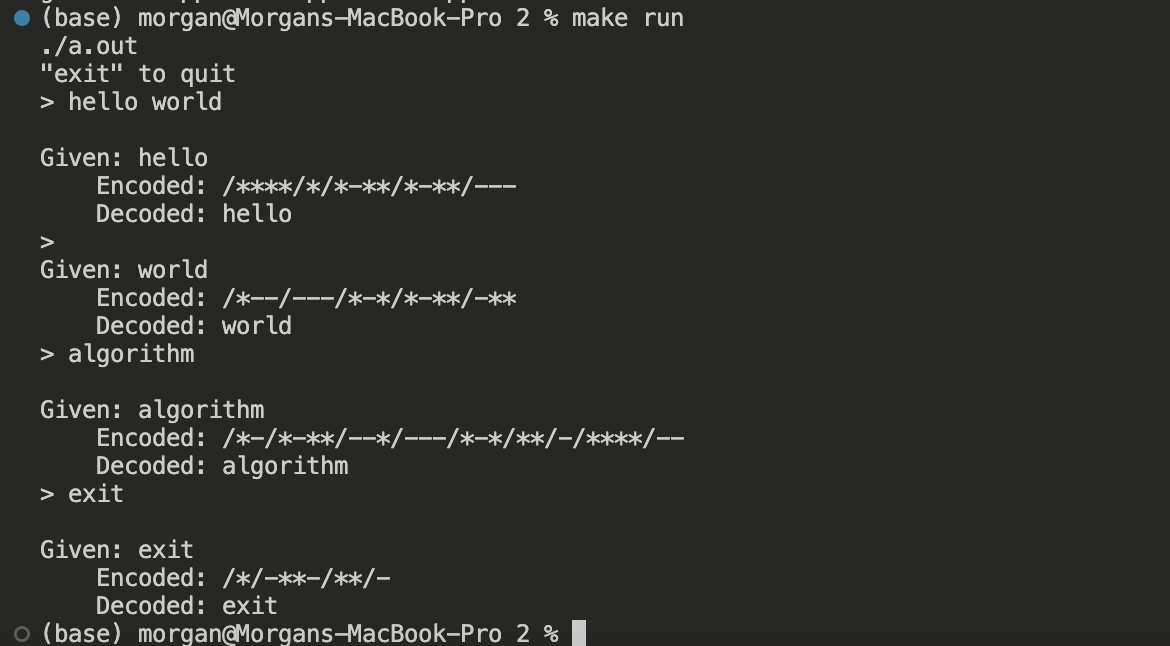 (base) morgan@Morgans-MacBook-Pro 2 % make run
./a.out
"exit" to quit
> hello world
Given: hello
Encoded: /****/*/*-**/*-**/---
Decoded: hello
>
Given: world
Encoded: /*--/---/*-*/*-**/-**
Decoded: world
> algorithm
Given: algorithm
Encoded: /*-/*-**/--*/---/*-*/**/-/****/--
Decoded: algorithm
> exit
Given: exit
Encoded: /*/-**-/**/-
Decoded: exit
(base) morgan@Morgans-MacBook-Pro 2 %